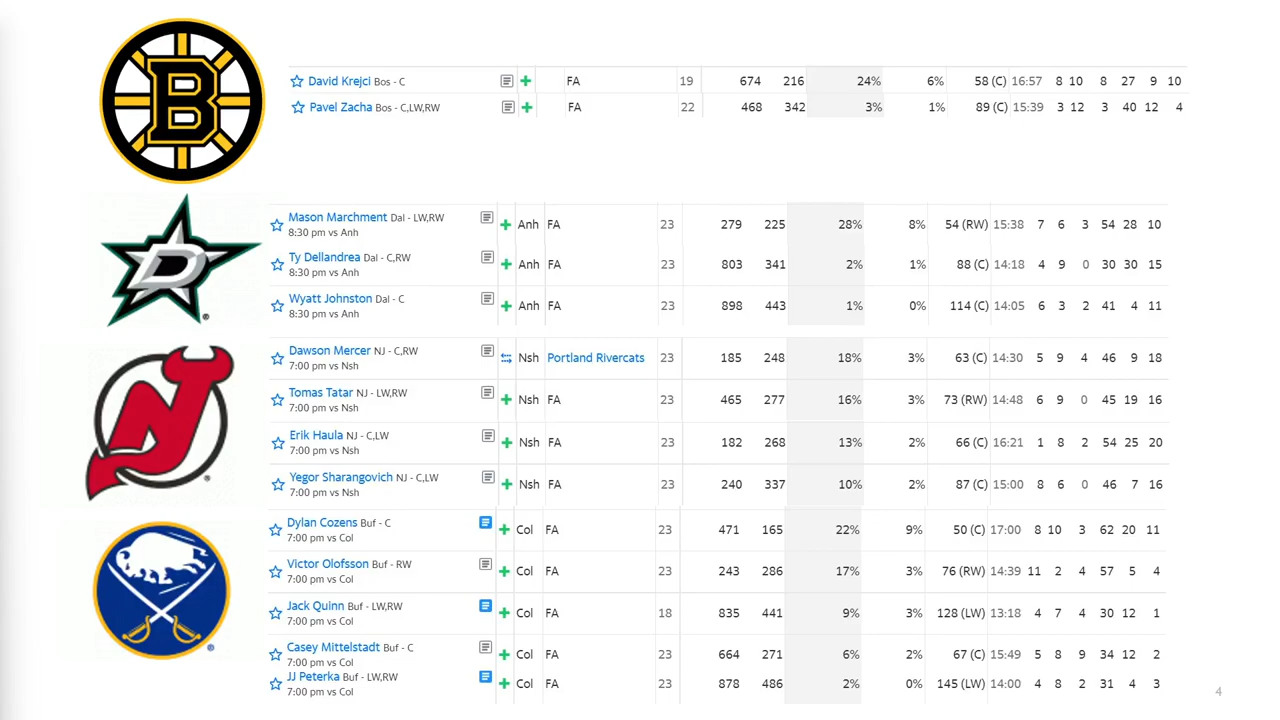 B
David Krejci Bos - C FA 19 674 216 24% 6% 58 (C) 16:57 8 10 8 27 9 10
Pavel Zacha Bos - C,LW,RW FA 22 468 342 3% 1% 89 (C) 15:39 3 12 3 40 12 4
D
Mason Marchment Dal - LW,RW Anh FA 23 279 225 28% 8% 54 (RW) 15:38 7 6 3 54 28 10
8:30 pm vs Anh
Ty Dellandrea Dal - C,RW Anh FA 23 803 341 2% 1% 88 (C) 14:18 4 9 0 30 30 15
8:30 pm vs Anh
Wyatt Johnston Dal - C Anh FA 23 898 443 1% 0% 114 (C) 14:05 6 3 2 41 4 11
8:30 pm vs Anh
NJ
Dawson Mercer NJ - C,RW Nsh Portland Rivercats 23 185 248 18% 3% 63 (C) 14:30 5 9 4 46 9 18
7:00 pm vs Nsh
Tomas Tatar NJ - LW,RW Nsh FA 23 465 277 16% 3% 73 (RW) 14:48 6 9 0 45 19 16
7:00 pm vs Nsh
Erik Haula NJ - C,LW Nsh FA 23 182 268 13% 2% 66 (C) 16:21 1 8 2 54 25 20
7:00 pm vs Nsh
Yegor Sharangovich NJ - C,LW Nsh FA 23 240 337 10% 2% 87 (C) 15:00 8 6 0 46 7 16
7:00 pm vs Nsh
Dylan Cozens Buf - C Col FA 23 471 165 22% 9% 50 (C) 17:00 8 10 3 62 20 11
7:00 pm vs Col
Victor Olofsson Buf - RW Col FA 23 243 286 17% 3% 76 (RW) 14:39 11 2 4 57 5 4
7:00 pm vs Col
Jack Quinn Buf - LW,RW Col FA 18 835 441 9% 3% 128 (LW) 13:18 4 7 4 30 12 1
7:00 pm vs Col
Casey Mittelstadt Buf - C Col FA 23 664 271 6% 2% 67 (C) 15:49 5 8 9 34 12 2
7:00 pm vs Col
JJ Peterka Buf - LW,RW Col FA 23 878 486 2% 0% 145 (LW) 14:00 4 8 2 31 4 3
7:00 pm vs Col
4